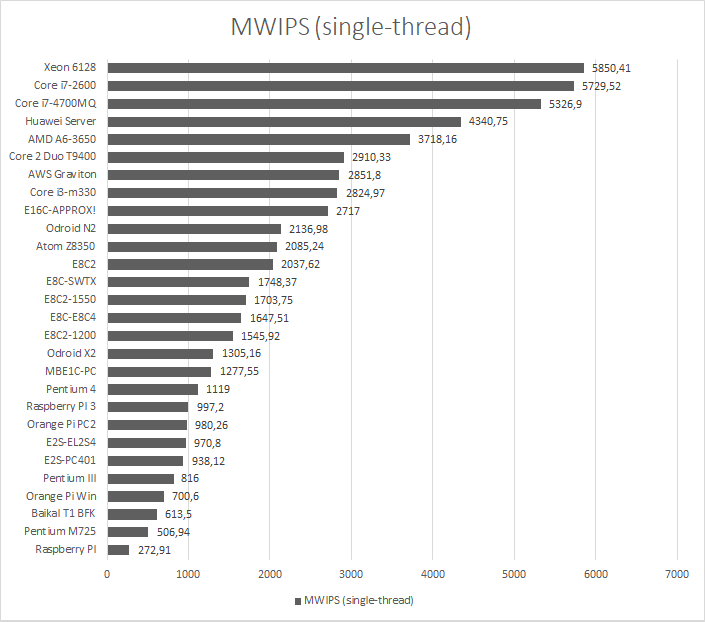 MWIPS (single-thread)
Xeon 6128 5850,41
Core i7-2600 5729,52
Core i7-4700MQ 5326,9
Huawei Server 4340,75
AMD A6-3650 3718,16
Core 2 Duo T9400 2910,33
AWS Graviton 2851,8
Core i3-m330 2824,97
E16C-APPROX! 2717
Odroid N2 2136,98
Atom Z8350 2085,24
E8C2 2037,62
E8C-SWTX 1748,37
E8C2-1550 1703,75
E8C-E8C4 1647,51
E8C2-1200 1545,92
Odroid X2 1305,16
MBE1C-PC 1277,55
Pentium 4 1119
Raspberry PI 3 997,2
Orange Pi PC2 980,26
E2S-EL2S4 970,8
E2S-PC401 938,12
Pentium III 816
Orange Pi Win 700,6
Baikal T1 BFK 613,5
Pentium M725 506,94
Raspberry PI 272,91
0 1000 2000 3000 4000 5000 6000 7000
MWIPS (single-thread)